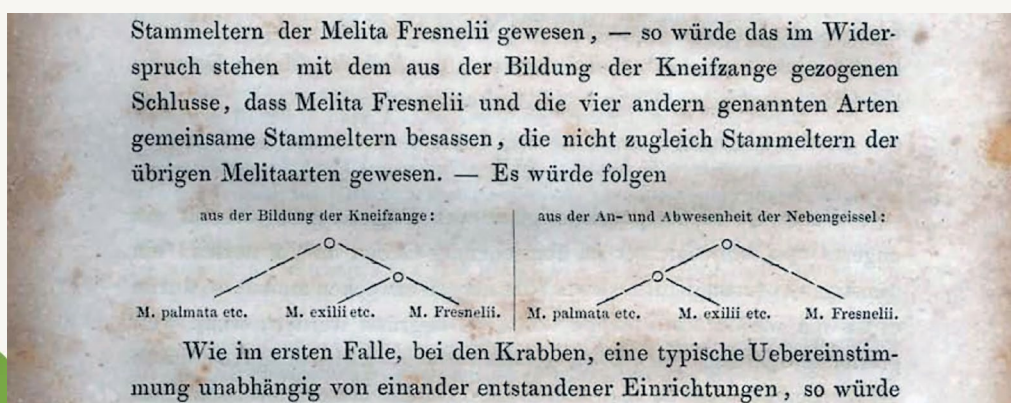 Stammeltern der Melita Fresnelii gewesen, — so würde das im Wider-
spruch stehen mit dem aus der Bildung der Kneifzange gezogenen
Schlusse, dass Melita Fresnelii und die vier andern genannten Arten
gemeinsame Stammeltern besassen, die nicht zugleich Stammeltern der
übrigen Melitaarten gewesen. — Es würde folgen
aus der Bildung der Kneifzange:
M. palmata etc. M. exilii etc. M. Fresnelii.
aus der An- und Abwesenheit der Nebengeissel:
M. palmata etc. M. exilii etc. M. Fresnelii.
Wie im ersten Falle, bei den Krabben, eine typische Uebereinstim-
mung unabhängig von einander entstandener Einrichtungen, so würde